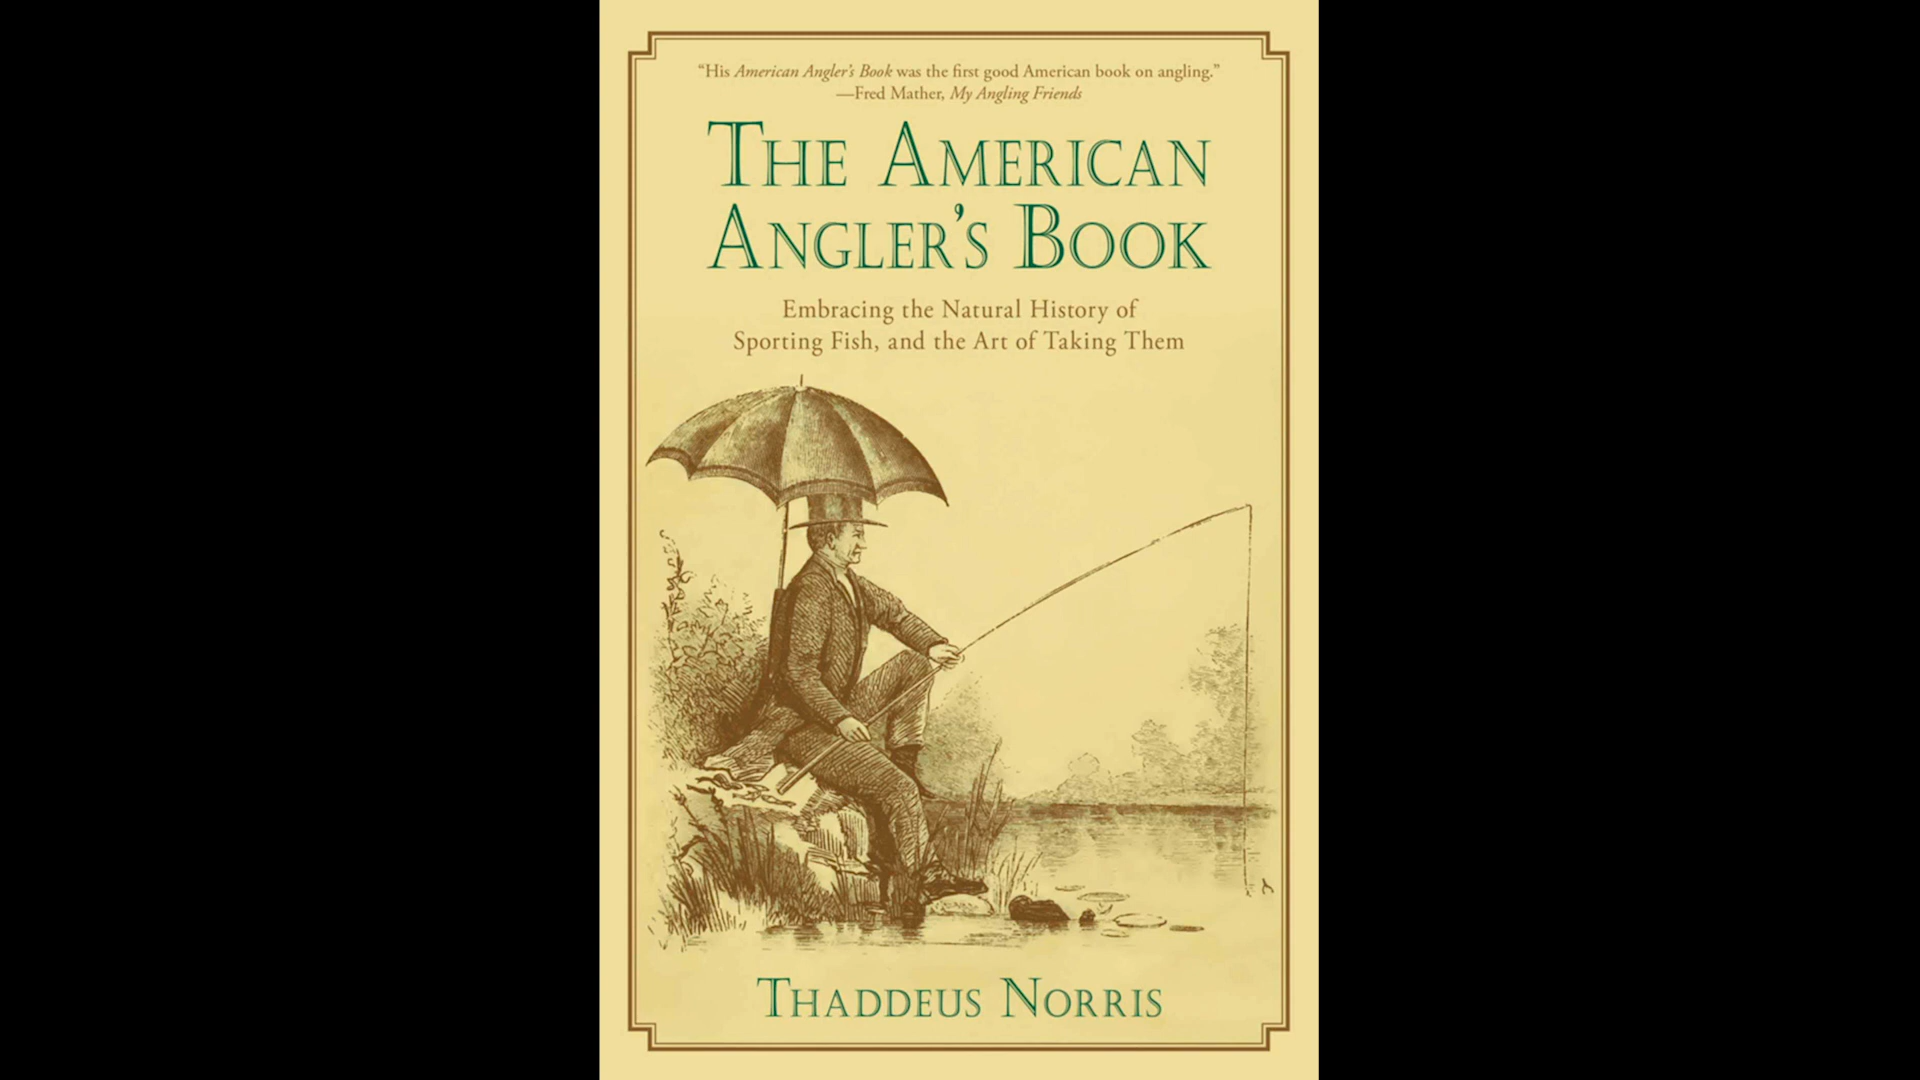 “His American Angler’s Book was the first good American book on angling.”
—Fred Mather, My Angling Friends
The American
Angler’s Book
Embracing the Natural History of
Sporting Fish, and the Art of Taking Them
Thaddeus Norris